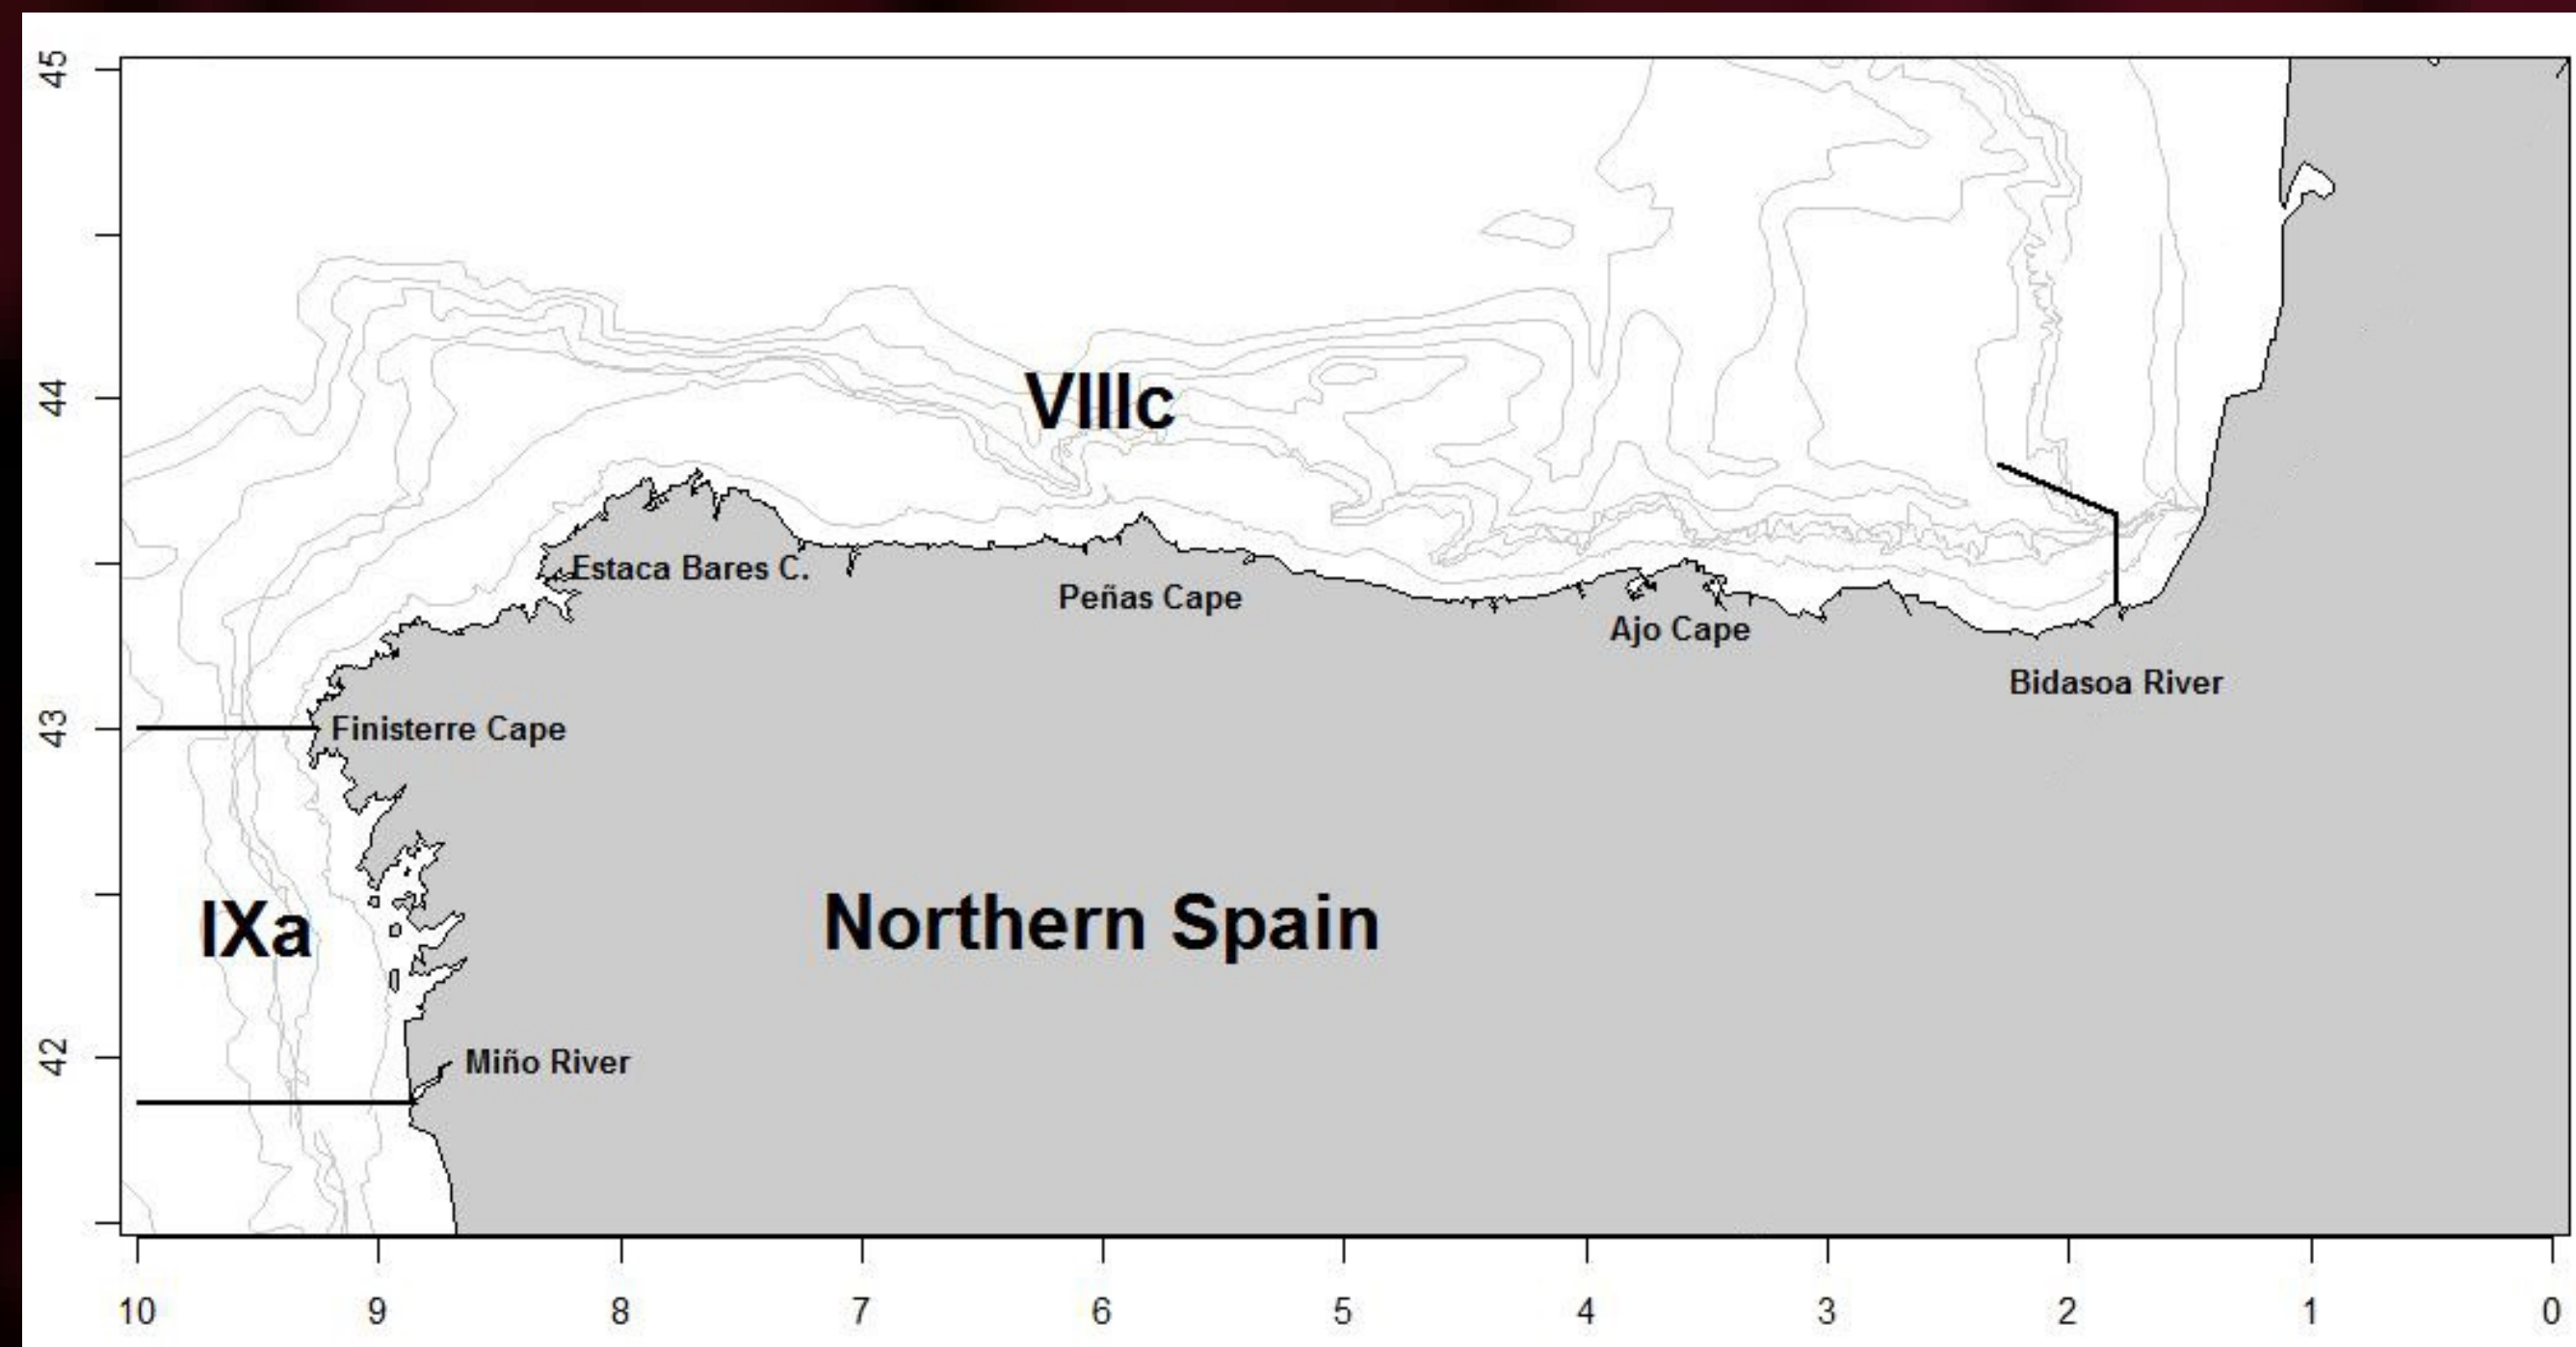 45
44
43
42
VIIIc
Estaca Bares C.
Peñas Cape
Ajo Cape
Bidasoa River
Finisterre Cape
IXa
Northern Spain
Miño River
10 9 8 7 6 5 4 3 2 1 0